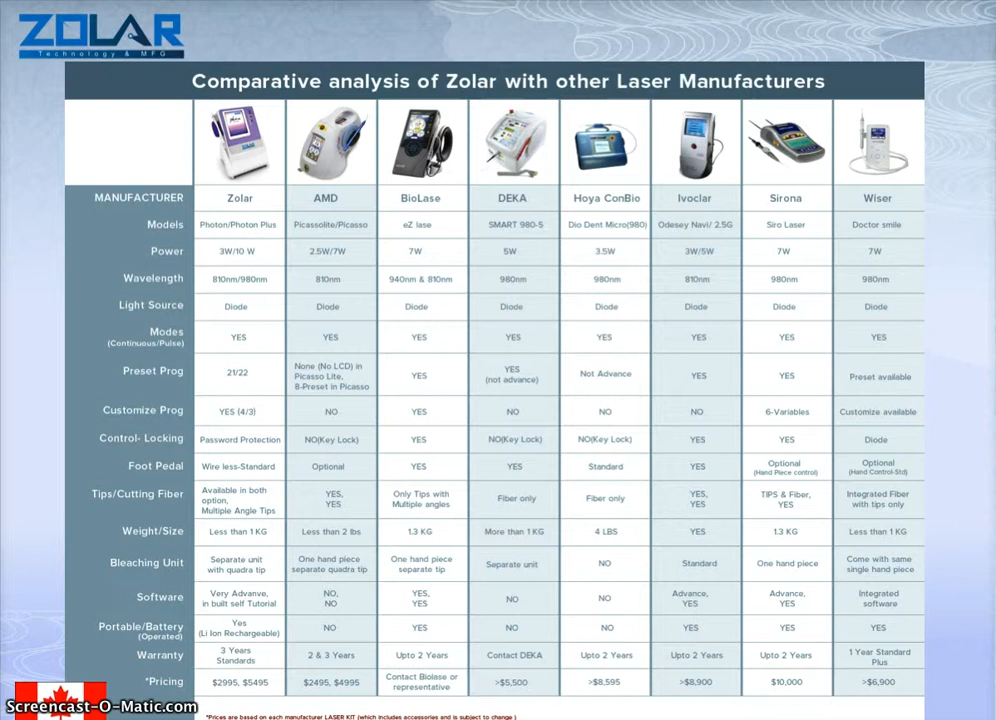 ZOLAR
Technology & MFG
Comparative analysis of Zolar with other Laser Manufacturers
MANUFACTURER Zolar AMD BioLase DEKA Hoya ConBio Ivoclar Sirona Wiser
Models Photon/Photon Plus Picassolite/Picasso eZ lase SMART 980-5 Dio Dent Micro(980) Odesey Navi/ 2.5G Siro Laser Doctor smile
Power 3W/10 W 2.5W/7W 7W 5W 3.5W 3W/5W 7W 7W
Wavelength 810nm/980nm 810nm 940nm & 810nm 980nm 980nm 810nm 980nm 980nm
Light Source Diode Diode Diode Diode Diode Diode Diode Diode
Modes
(Continuous/Pulse) YES YES YES YES YES YES YES YES
Preset Prog 21/22 None (No LCD) in
Picasso Lite,
8-Preset in Picasso YES YES
(not advance) Not Advance YES YES Preset available
Customize Prog YES (4/3) NO YES NO NO NO 6-Variables Customize available
Control- Locking Password Protection NO(Key Lock) YES NO(Key Lock) NO(Key Lock) YES YES Diode
Foot Pedal Wire less-Standard Optional YES YES Standard YES Optional
(Hand Piece control) Optional
(Hand Control-Std)
Tips/Cutting Fiber Available in both
option,
Multiple Angle Tips YES,
YES Only Tips with
Multiple angles Fiber only Fiber only YES,
YES TIPS & Fiber,
YES Integrated Fiber
with tips only
Weight/Size Less than 1 KG Less than 2 lbs 1.3 KG More than 1 KG 4 LBS YES 1.3 KG Less than 1 KG
Bleaching Unit Separate unit
with quadra tip One hand piece
separate quadra tip One hand piece
separate tip Separate unit NO Standard One hand piece Come with same
single hand piece
Software Very Advanve,
in built self Tutorial NO,
NO YES,
YES NO NO Advance,
YES Advance,
YES Integrated
software
Portable/Battery
(Operated) Yes
(Li Ion Rechargeable) NO YES NO NO YES YES YES
Warranty 3 Years
Standards 2 & 3 Years Upto 2 Years Contact DEKA Upto 2 Years Upto 2 Years Upto 2 Years 1 Year Standard
Plus
*Pricing $2995, $5495 $2495, $4995 Contact Biolase or
representative >$5,500 >$8,595 >$8,900 $10,000 >$6,900
Screencast-O-Matic.com
*Prices are based on each manufacturer LASER KIT (which includes accessories and is subject to change )